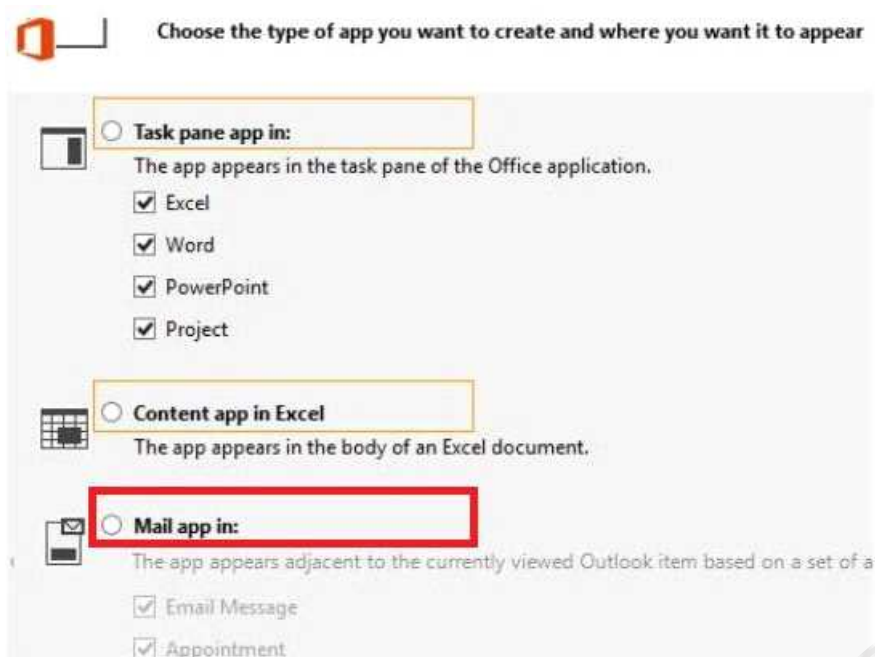 Choose the type of app you want to create and where you want it to appear
Task pane app in:
The app appears in the task pane of the Office application.
Excel
Word
PowerPoint
Project
Content app in Excel
The app appears in the body of an Excel document.
Mail app in:
The app appears adjacent to the currently viewed Outlook item based on a set of a
Email Message
Appointment